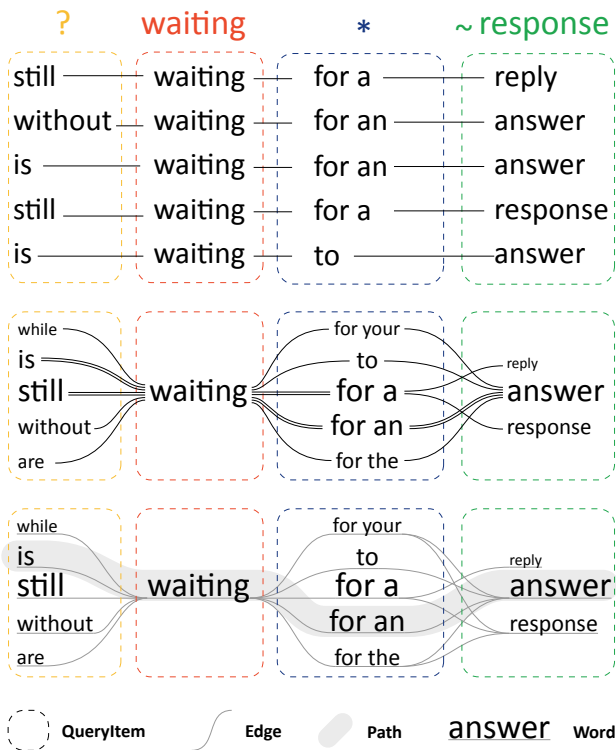 ? waiting * ~ response
still waiting for a reply
without waiting for an answer
is waiting for an answer
still waiting for a response
is waiting to answer
while for your
is to reply
still waiting for a answer
without for an response
are for the
while for your
is to reply
still waiting for a answer
without for an response
are for the
QueryItem Edge Path answer Word